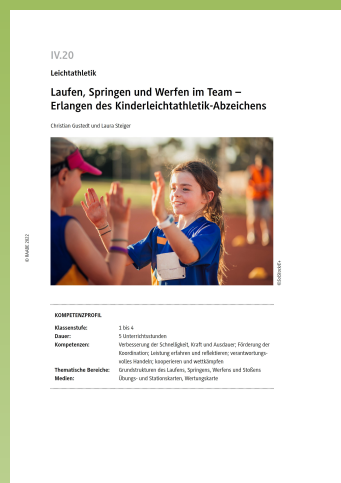 IV.20
Leichtathletik
Laufen, Springen und Werfen im Team –
Erlangen des Kinderleichtathletik-Abzeichens
Christian Gustedt und Laura Steiger
© RAABE 2022
KOMPETENZPROFIL
Klassenstufe: 1 bis 4
Dauer: 5 Unterrichtsstunden
Kompetenzen: Verbesserung der Schnelligkeit, Kraft und Ausdauer; Förderung der
Koordination; Leistung erfahren und reflektieren; verantwortungs-
volles Handeln; kooperieren und wettkämpfen
Thematische Bereiche: Grundstrukturen des Laufens, Springens, Werfens und Stoßens
Medien: Übungs- und Stationskarten, Wertungskarte